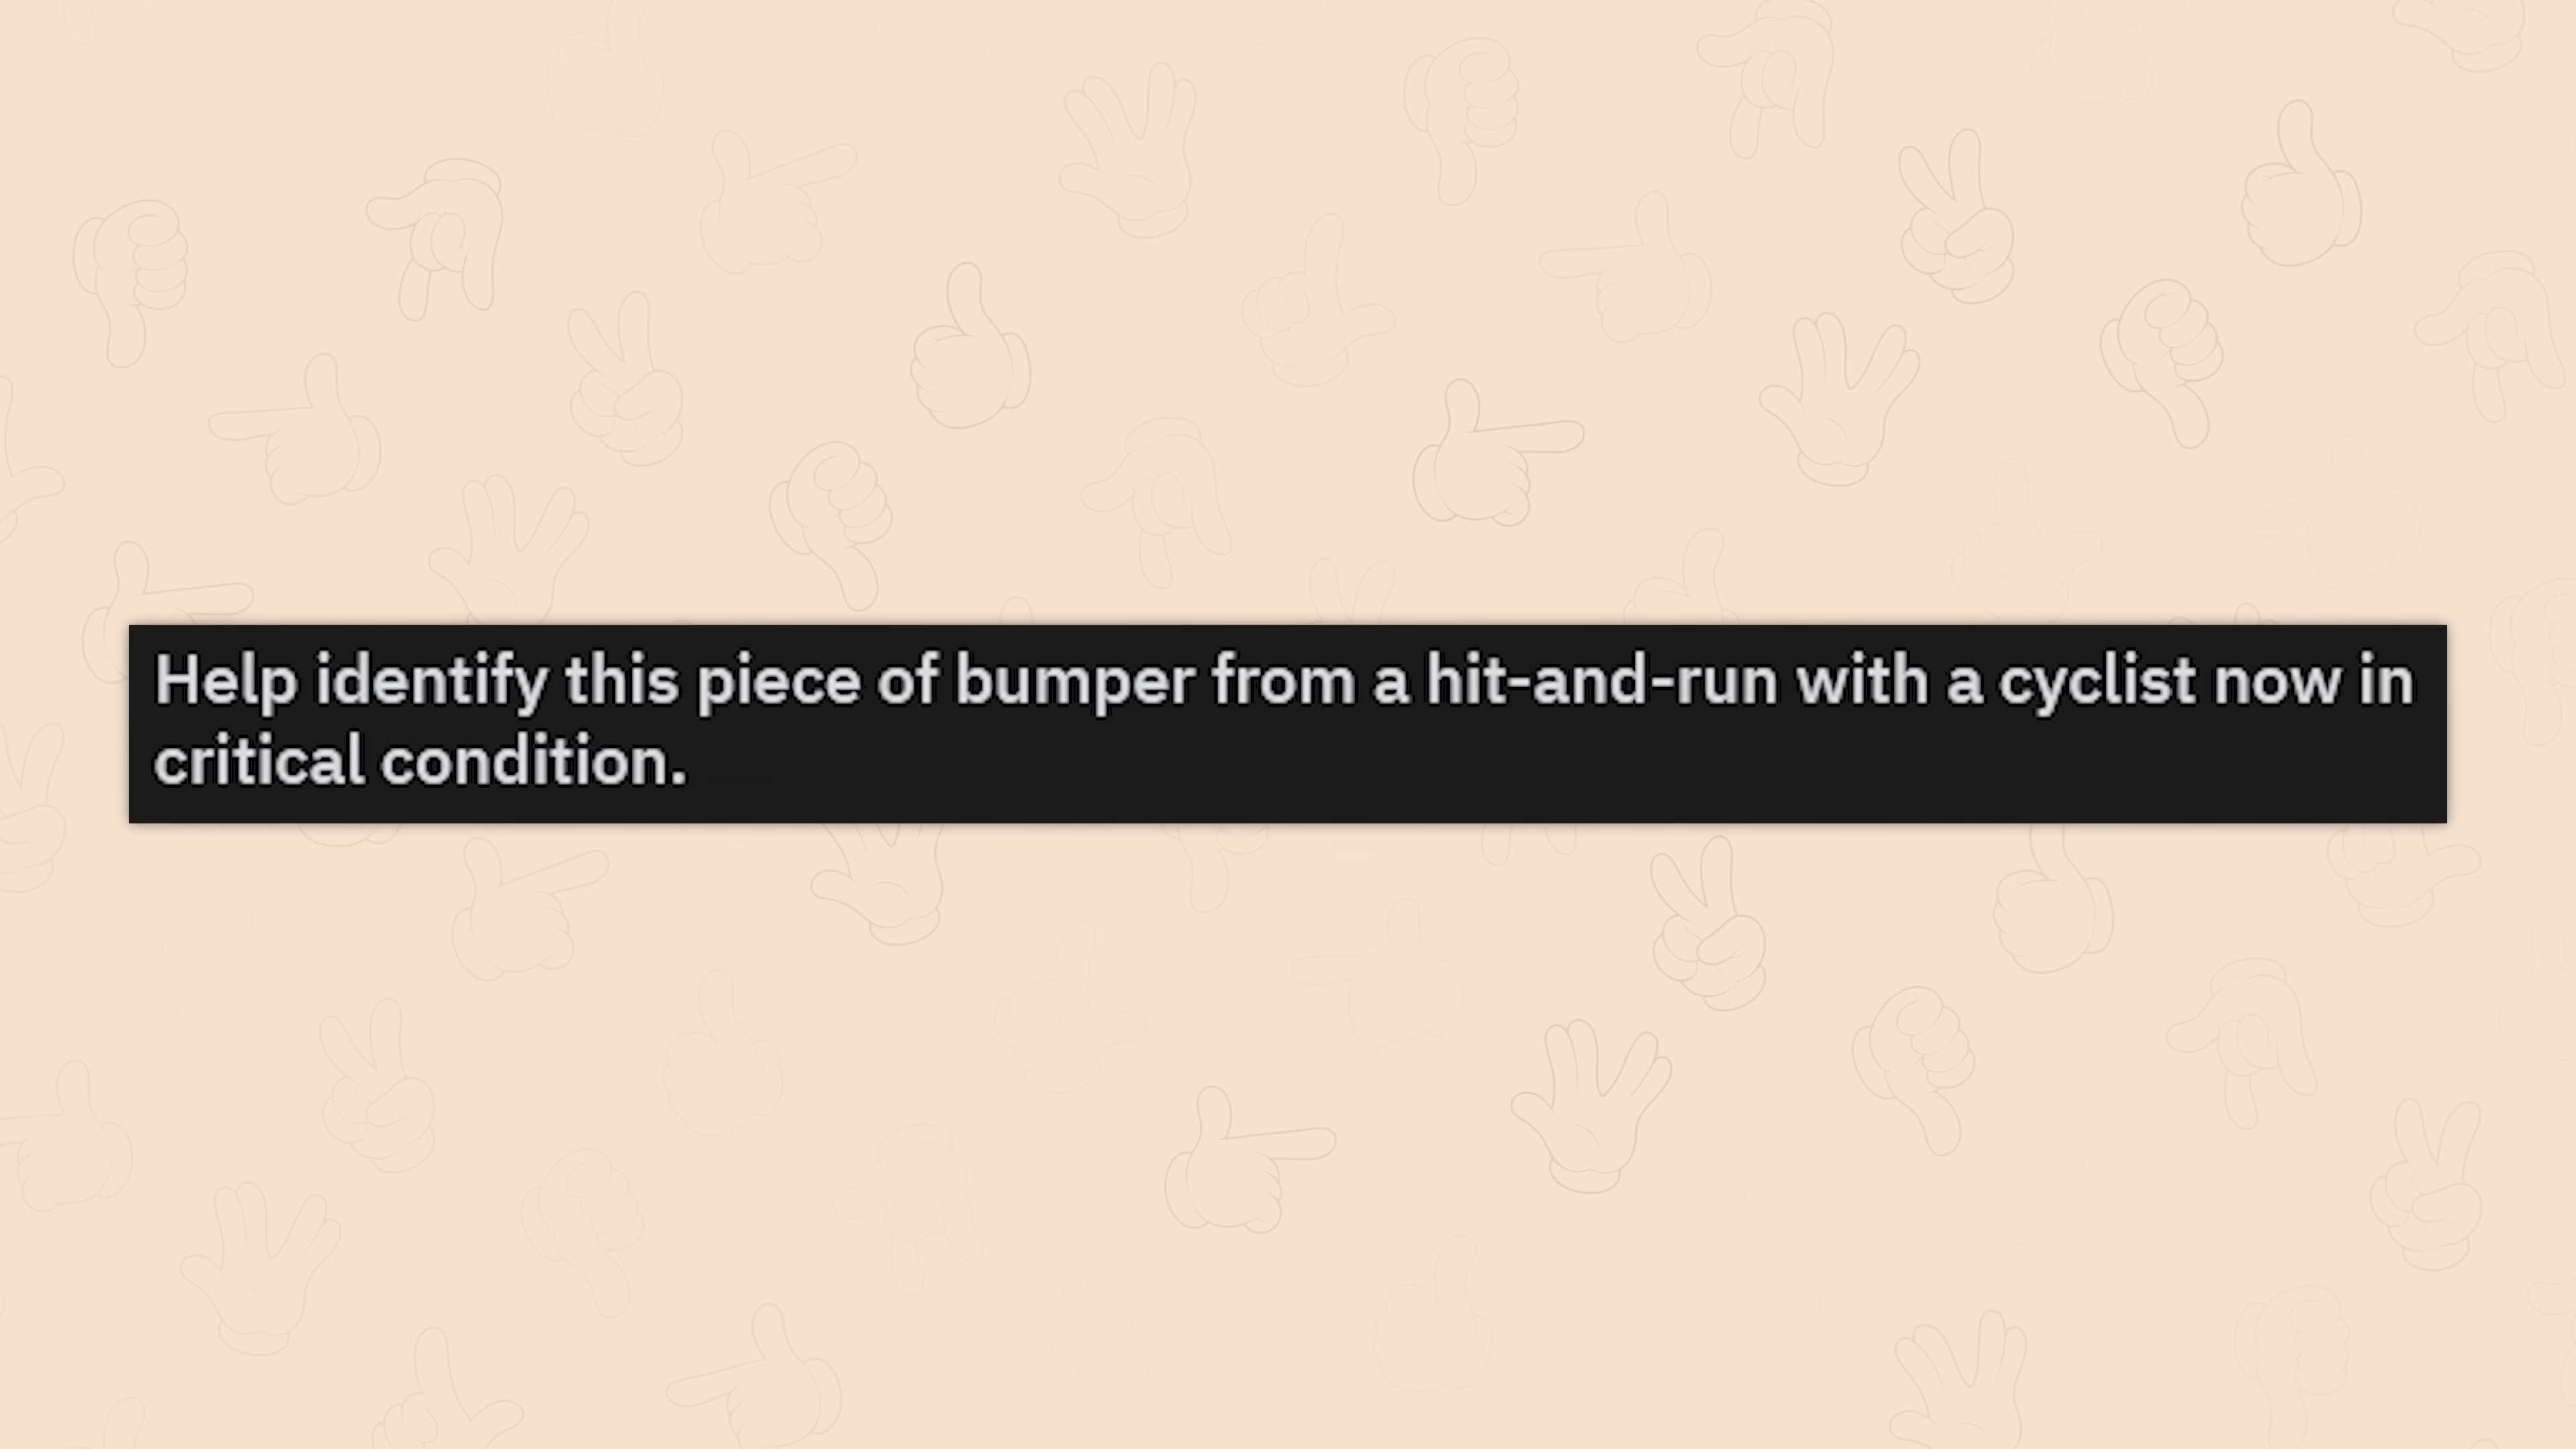 Help identify this piece of bumper from a hit-and-run with a cyclist now in
critical condition.